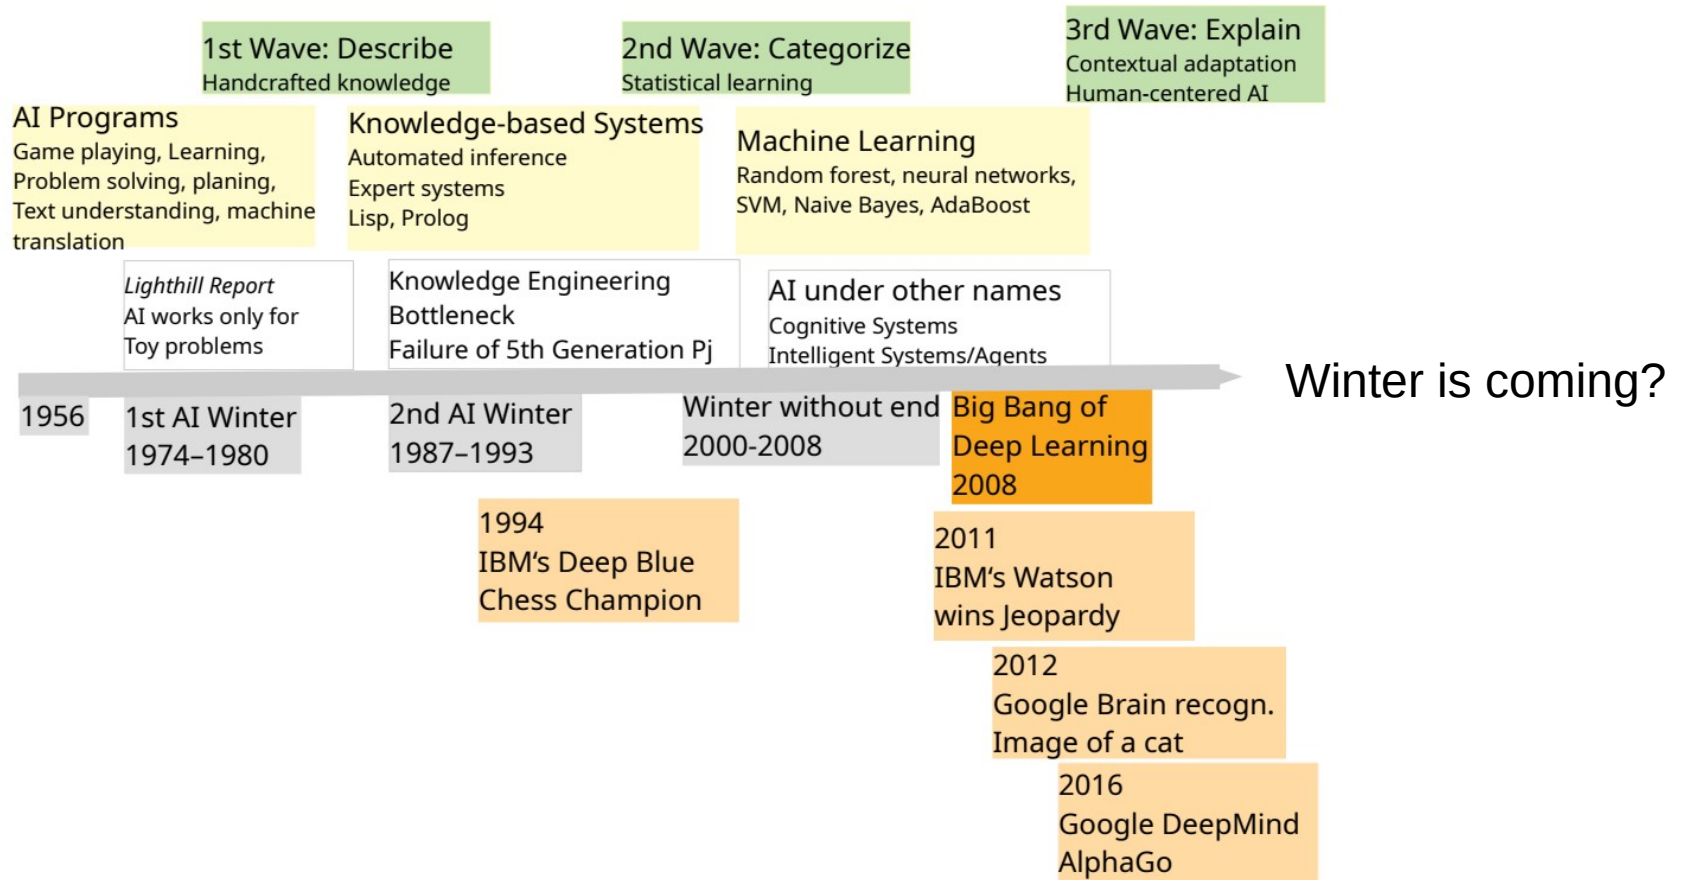 1st Wave: Describe
Handcrafted knowledge
2nd Wave: Categorize
Statistical learning
3rd Wave: Explain
Contextual adaptation
Human-centered AI
AI Programs
Game playing, Learning,
Problem solving, planing,
Text understanding, machine
translation
Knowledge-based Systems
Automated inference
Expert systems
Lisp, Prolog
Machine Learning
Random forest, neural networks,
SVM, Naive Bayes, AdaBoost
Lighthill Report
AI works only for
Toy problems
Knowledge Engineering
Bottleneck
Failure of 5th Generation Pj
AI under other names
Cognitive Systems
Intelligent Systems/Agents
Winter is coming?
1956
1st AI Winter
1974–1980
2nd AI Winter
1987–1993
Winter without end
2000-2008
Big Bang of
Deep Learning
2008
1994
IBM‘s Deep Blue
Chess Champion
2011
IBM‘s Watson
wins Jeopardy
2012
Google Brain recogn.
Image of a cat
2016
Google DeepMind
AlphaGo